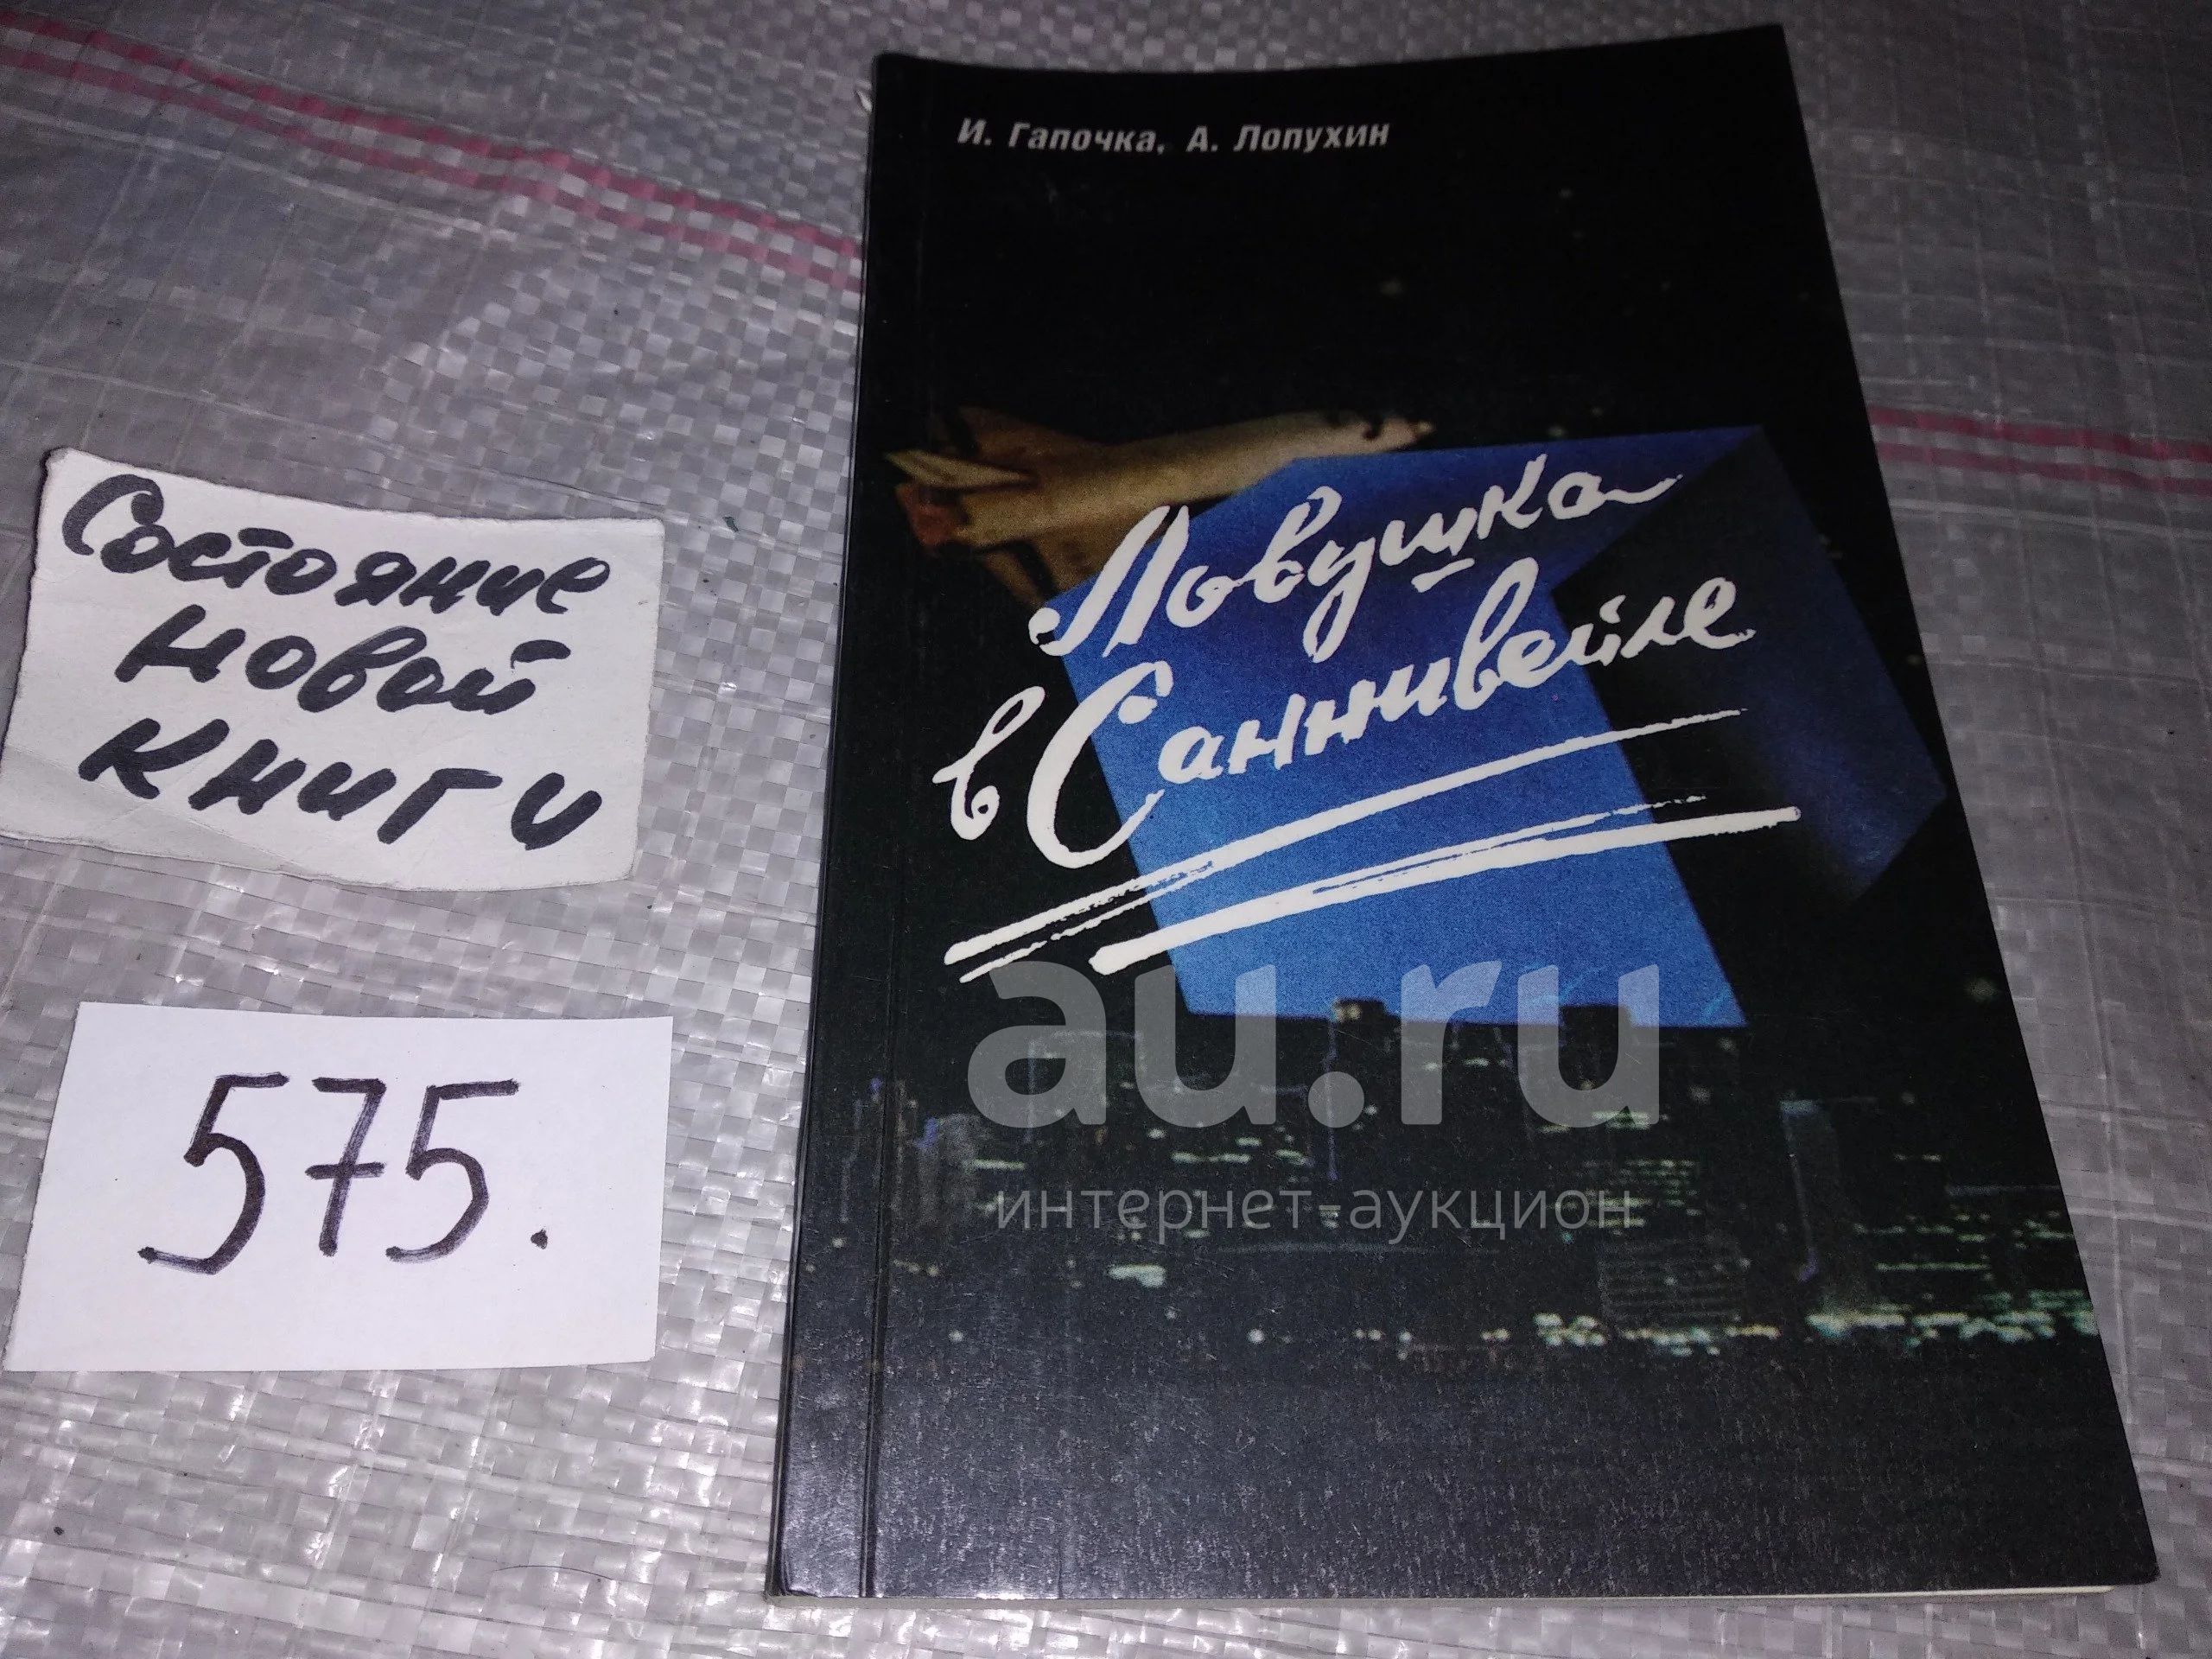 И. Гапочка, А. Лопухин
Ловушка
в Саннивейле
Состояние
новой
книги
575.
au.ru
интернет-аукцион